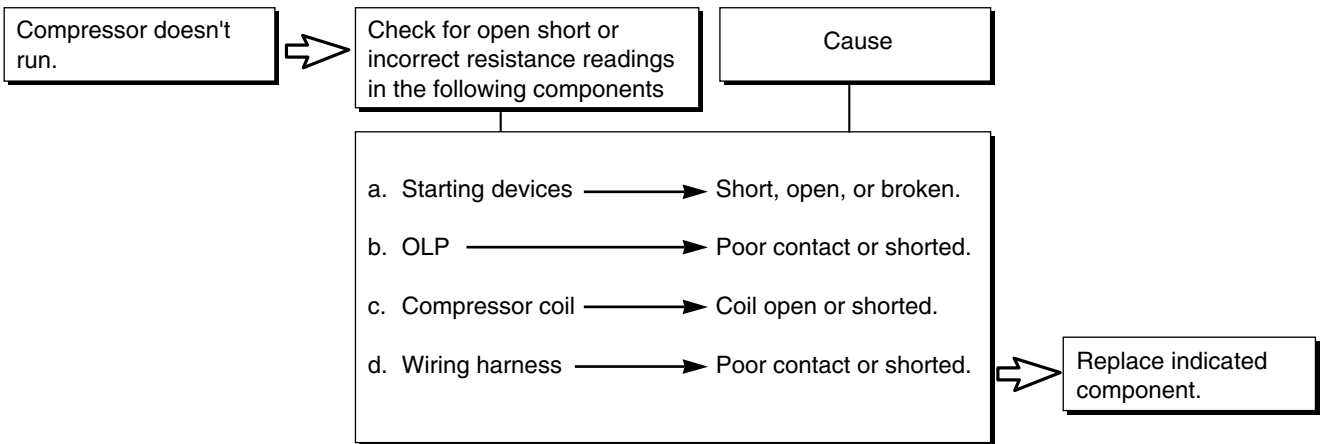 Compressor doesn't
run.
Check for open short or
incorrect resistance readings
in the following components
Cause
a. Starting devices Short, open, or broken.
b. OLP Poor contact or shorted.
c. Compressor coil Coil open or shorted.
d. Wiring harness Poor contact or shorted.
Replace indicated
component.